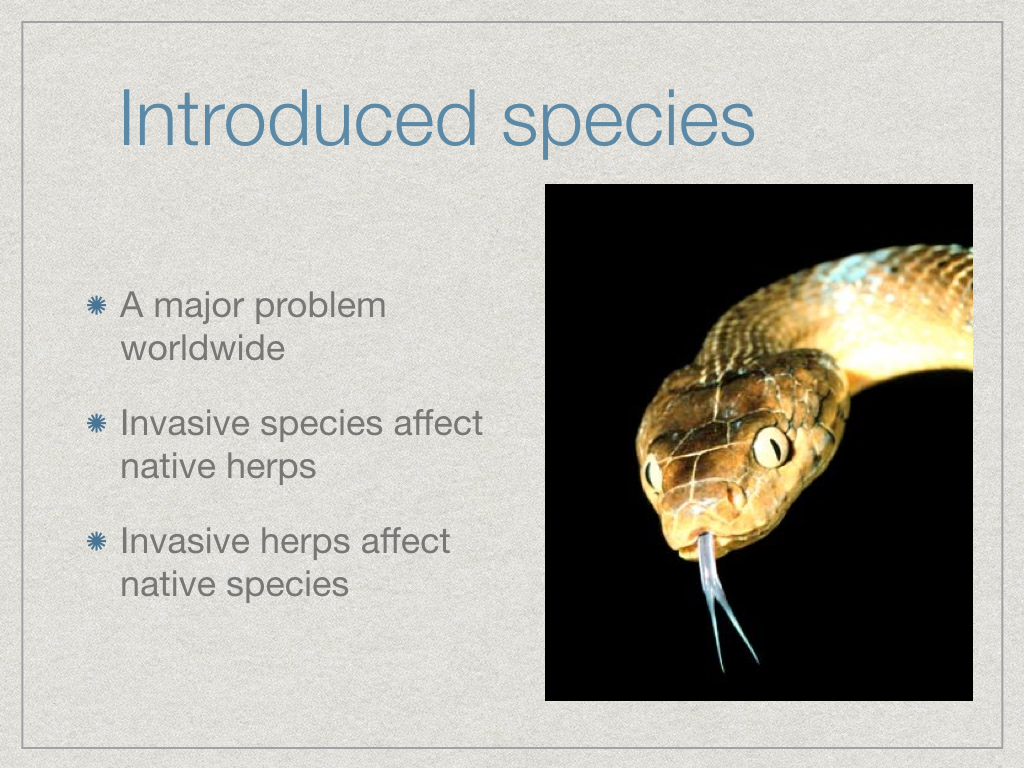 Introduced species
A major problem
worldwide
Invasive species affect
native herps
Invasive herps affect
native species